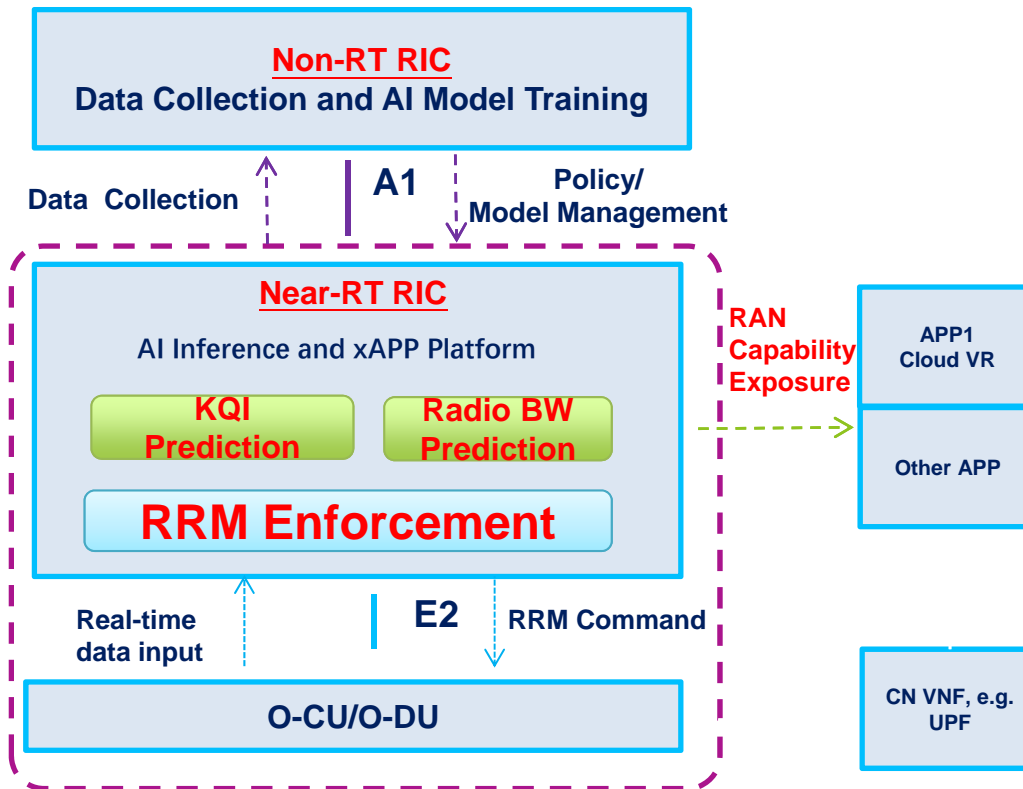 Non-RT RIC
Data Collection and AI Model Training
Data Collection
A1
Policy/
Model Management
Near-RT RIC
AI Inference and xAPP Platform
KQI
Prediction
Radio BW
Prediction
RRM Enforcement
RAN
Capability
Exposure
APP1
Cloud VR
Other APP
Real-time
data input
E2
RRM Command
O-CU/O-DU
CN VNF, e.g.
UPF